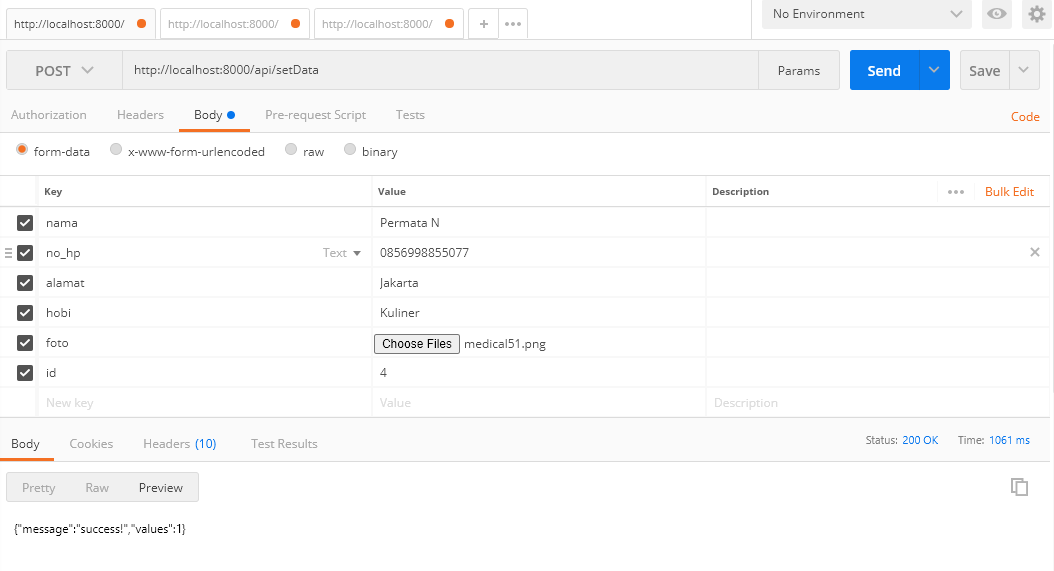 http://localhost:8000/ http://localhost:8000/ http://localhost:8000/ + ••• No Environment
POST http://localhost:8000/api/setData Params Send Save
Authorization Headers Body Pre-request Script Tests Code
form-data x-www-form-urlencoded raw binary
Key Value Description ••• Bulk Edit
nama Permata N
no_hp Text 0856998855077
alamat Jakarta
hobi Kuliner
foto Choose Files medical51.png
id 4
New key Value Description
Body Cookies Headers (10) Test Results Status: 200 OK Time: 1061 ms
Pretty Raw Preview
{"message":"success!","values":1}